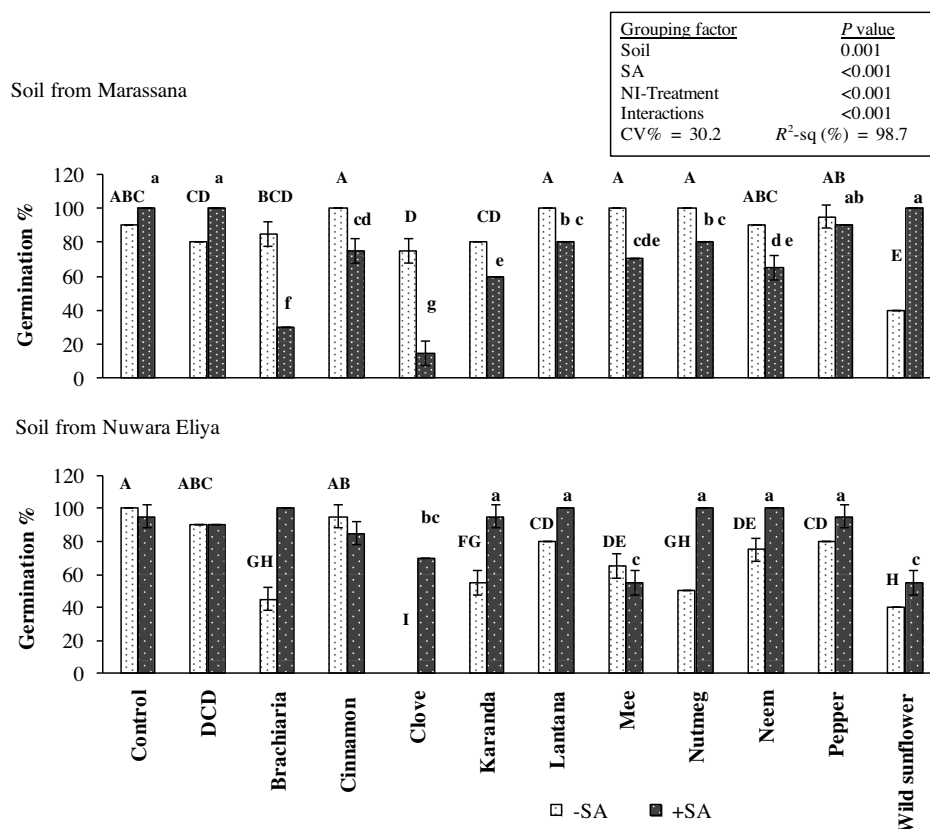 Grouping factor P value
Soil 0.001
SA <0.001
NI-Treatment <0.001
Interactions <0.001
CV% = 30.2 R²-sq (%) = 98.7
Soil from Marassana
Germination %
120
100
80
60
40
20
0
ABC a CD a BCD f A cd D g CD e A b c A cde A b c ABC d e AB ab E a
Soil from Nuwara Eliya
Germination %
120
100
80
60
40
20
0
A ABC GH AB I bc FG a CD a DE c GH a DE a CD a H c
Control
DCD
Brachiaria
Cinnamon
Clove
Karanda
Lantana
Mee
Nutmeg
Neem
Pepper
Wild sunflower
-SA +SA